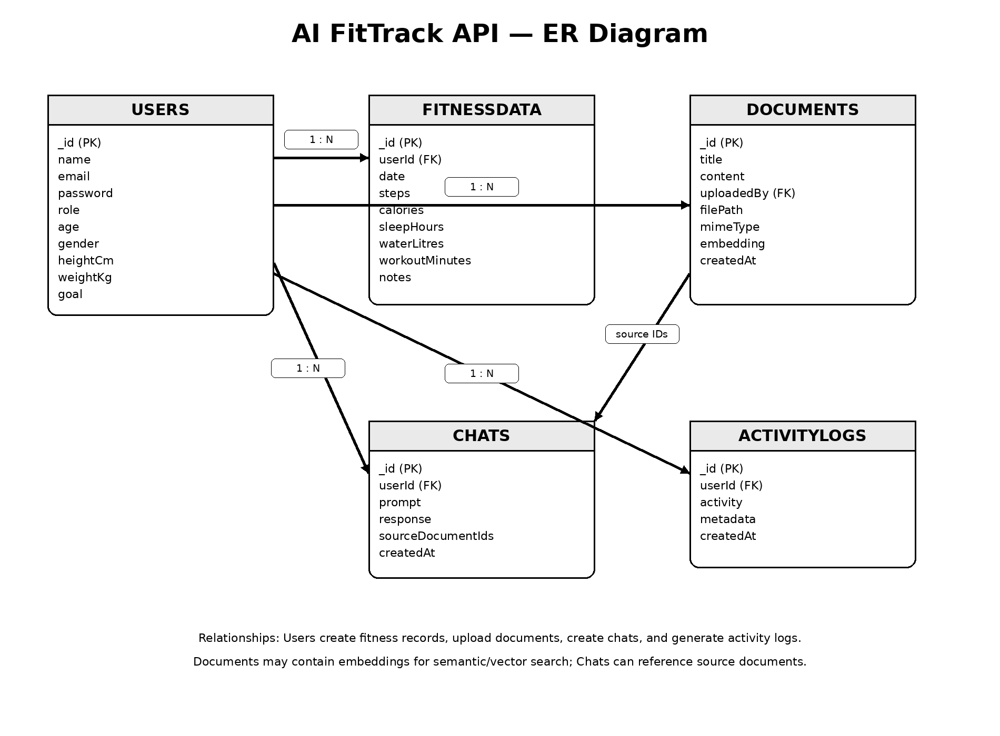 AI FitTrack API — ER Diagram
USERS
_id (PK)
name
email
password
role
age
gender
heightCm
weightKg
goal
1 : N
FITNESSDATA
_id (PK)
userId (FK)
date
steps
calories
sleepHours
waterLitres
workoutMinutes
notes
1 : N
DOCUMENTS
_id (PK)
title
content
uploadedBy (FK)
filePath
mimeType
embedding
createdAt
source IDs
1 : N
1 : N
CHATS
_id (PK)
userId (FK)
prompt
response
sourceDocumentIds
createdAt
ACTIVITYLOGS
_id (PK)
userId (FK)
activity
metadata
createdAt
Relationships: Users create fitness records, upload documents, create chats, and generate activity logs.
Documents may contain embeddings for semantic/vector search; Chats can reference source documents.